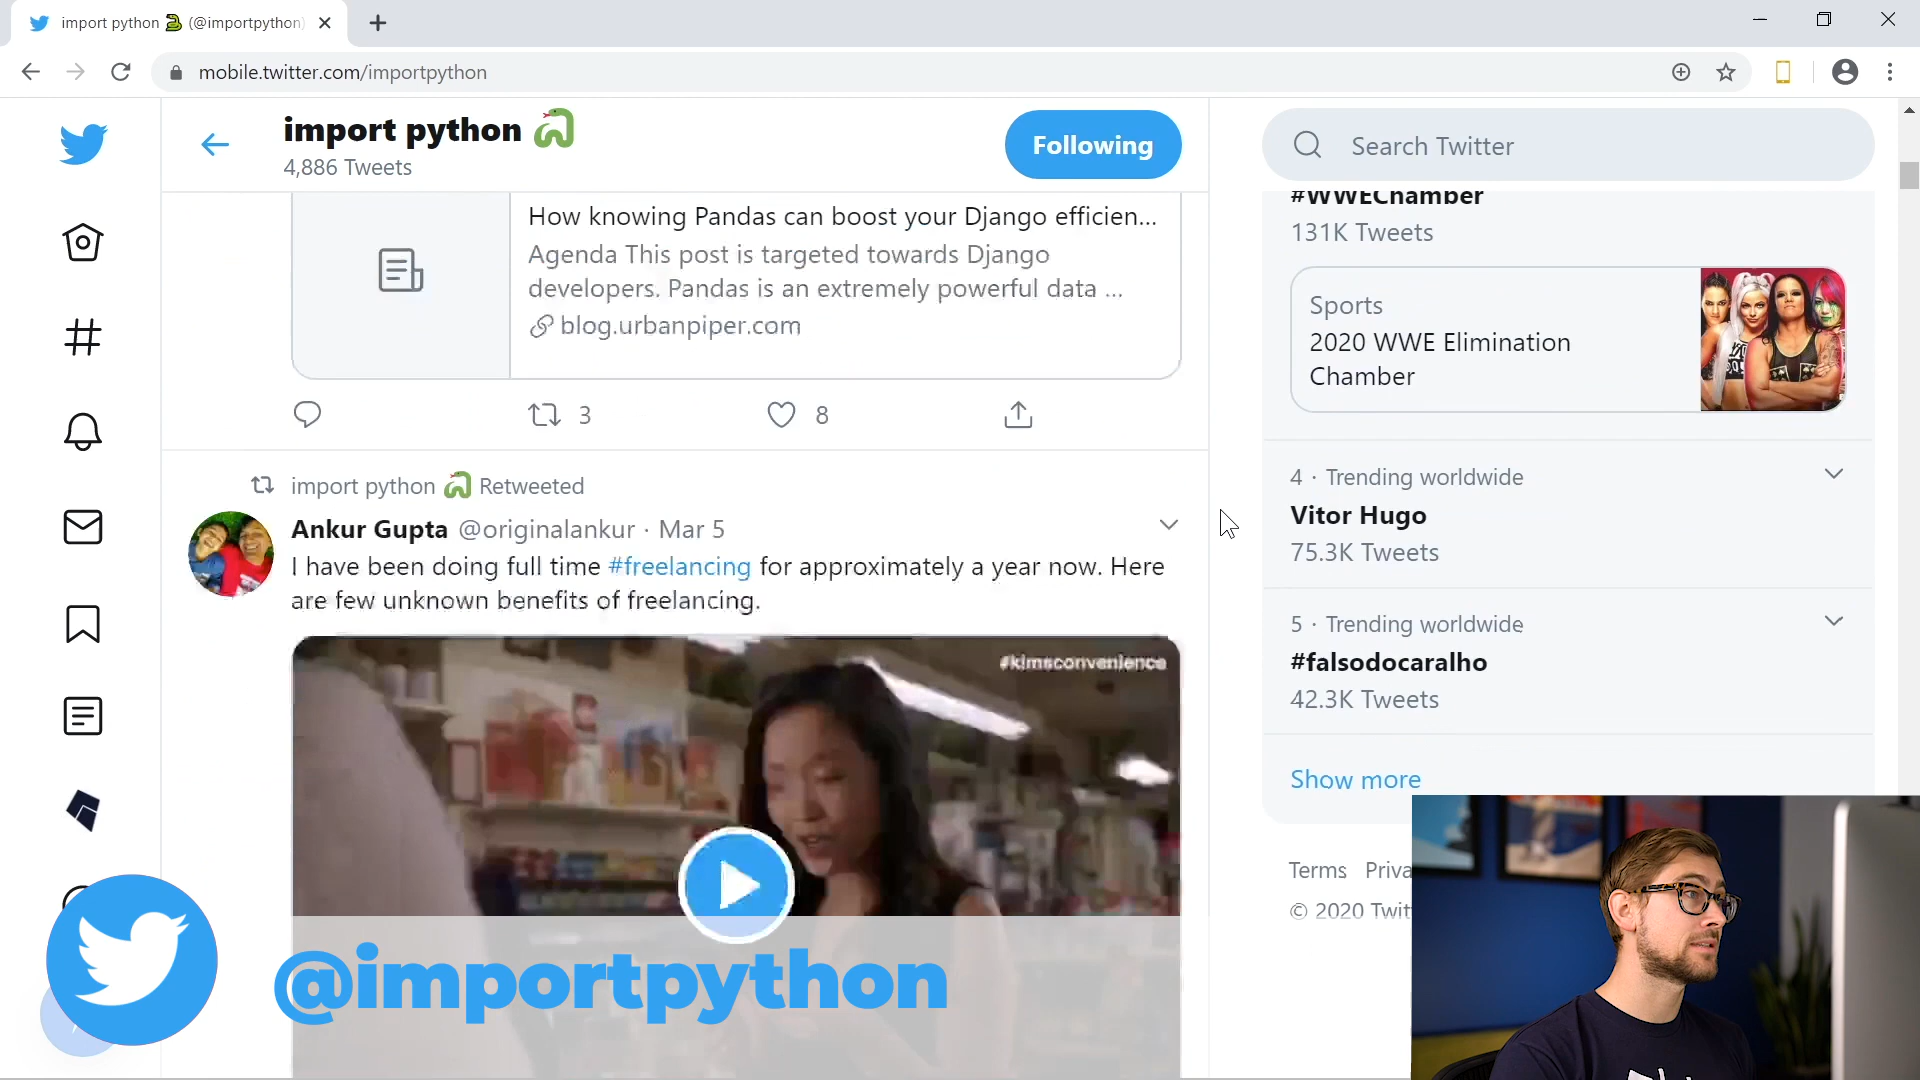 import python 🐍 (@importpython)
mobile.twitter.com/importpython
import python 🐍
4,886 Tweets
Following
How knowing Pandas can boost your Django efficien...
Agenda This post is targeted towards Django
developers. Pandas is an extremely powerful data ...
blog.urbanpiper.com
3
8
import python 🐍 Retweeted
Ankur Gupta @originalankur · Mar 5
I have been doing full time #freelancing for approximately a year now. Here
are few unknown benefits of freelancing.
#kimsconvenience
@importpython
Search Twitter
#WWEChamber
131K Tweets
Sports
2020 WWE Elimination
Chamber
4 · Trending worldwide
Vitor Hugo
75.3K Tweets
5 · Trending worldwide
#falsodocaralho
42.3K Tweets
Show more
Terms Priva
© 2020 Twit